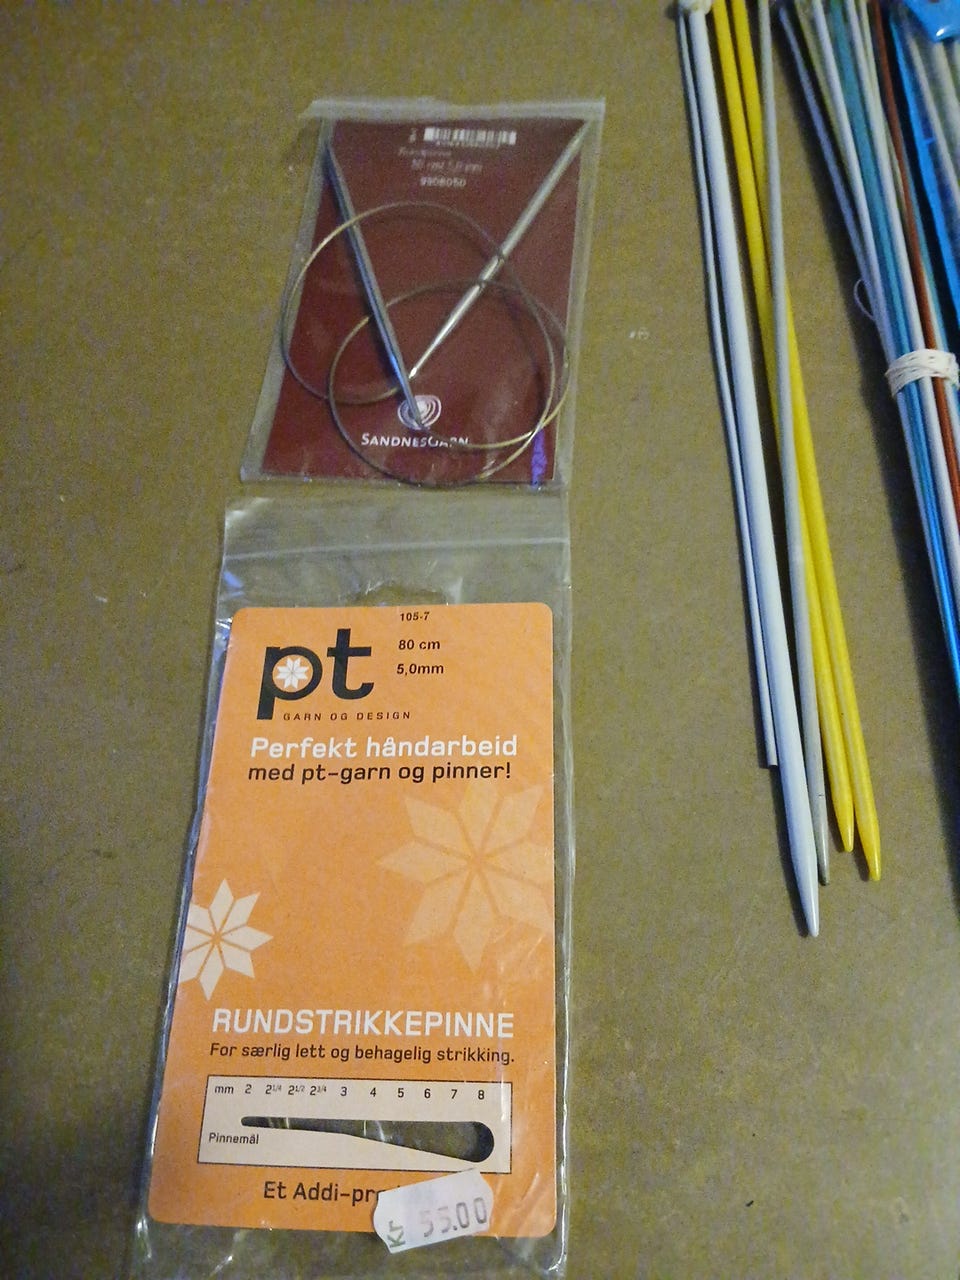 Rundpinne
9908050
SANDNESGARN
105-7
80 cm
5,0mm
pt
GARN OG DESIGN
Perfekt håndarbeid
med pt-garn og pinner!
RUNDSTRIKKEPINNE
For særlig lett og behagelig strikking.
mm 2 2 1/4 2 1/2 2 3/4 3 4 5 6 7 8
Pinnemål
Et Addi-pr
Kr 55.00